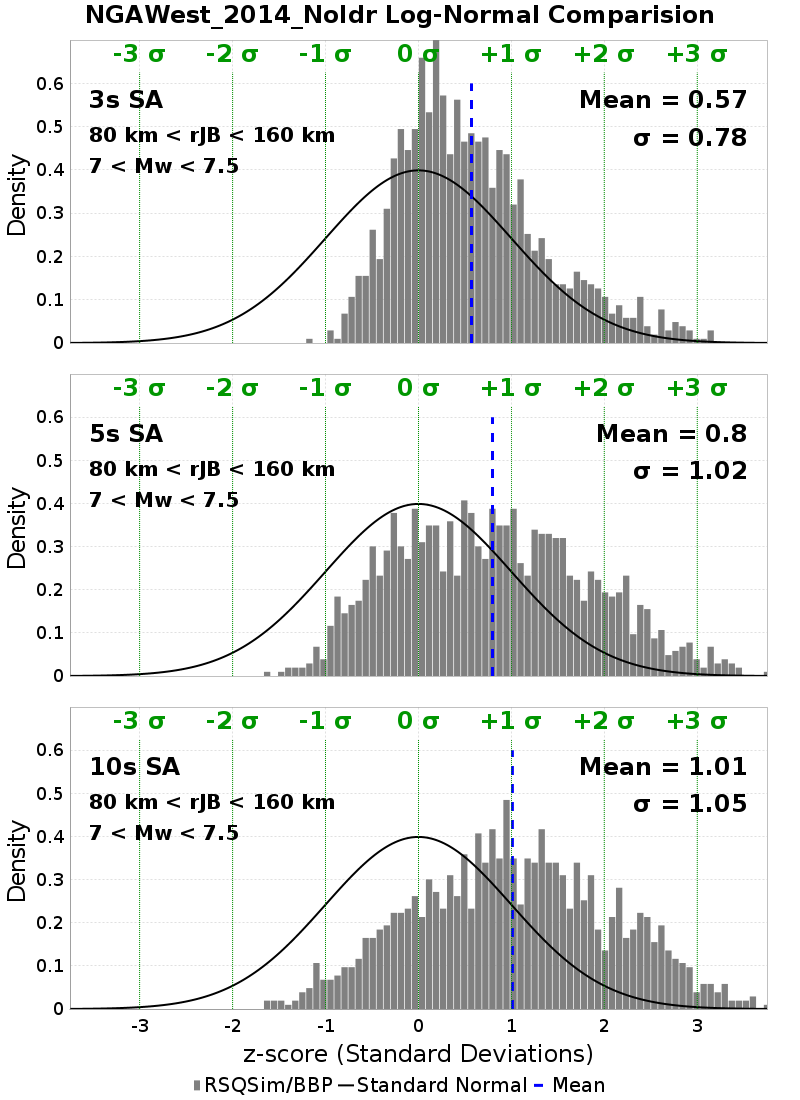 NGAWest_2014_NoIdr Log-Normal Comparision
-3 σ -2 σ -1 σ 0 σ +1 σ +2 σ +3 σ
3s SA
80 km < rJB < 160 km
7 < Mw < 7.5
Mean = 0.57
σ = 0.78
Density
0.6
0.5
0.4
0.3
0.2
0.1
0
-3 σ -2 σ -1 σ 0 σ +1 σ +2 σ +3 σ
5s SA
80 km < rJB < 160 km
7 < Mw < 7.5
Mean = 0.8
σ = 1.02
Density
0.6
0.5
0.4
0.3
0.2
0.1
0
-3 σ -2 σ -1 σ 0 σ +1 σ +2 σ +3 σ
10s SA
80 km < rJB < 160 km
7 < Mw < 7.5
Mean = 1.01
σ = 1.05
Density
0.6
0.5
0.4
0.3
0.2
0.1
0
-3 -2 -1 0 1 2 3
z-score (Standard Deviations)
RSQSim/BBP Standard Normal Mean